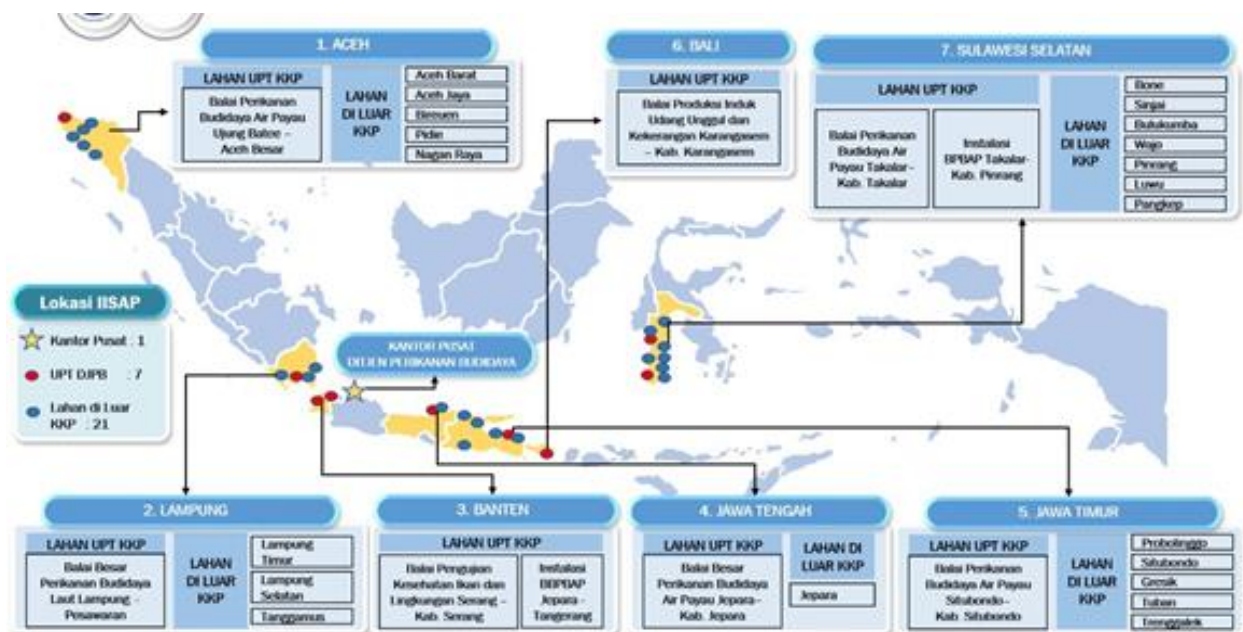 1. ACEH
LAHAN UPT KKP
Balai Perikanan
Budidaya Air Payau
Ujung Batee –
Aceh Besar
LAHAN
DI LUAR
KKP
Aceh Barat
Aceh Jaya
Bireuen
Pidie
Nagan Raya
6. BALI
LAHAN UPT KKP
Balai Produksi Induk
Udang Unggul dan
Kekerangan Karangasem
– Kab. Karangasem
7. SULAWESI SELATAN
LAHAN UPT KKP
Balai Perikanan
Budidaya Air
Payau Takalar–
Kab. Takalar
Instalasi
BPBAP Takalar-
Kab. Pinrang
LAHAN
DI LUAR
KKP
Bone
Sinjai
Bulukumba
Wajo
Pinrang
Luwu
Pangkep
Lokasi IISAP
Kantor Pusat : 1
UPT DJPB : 7
Lahan di Luar
KKP : 21
KANTOR PUSAT
DITJEN PERIKANAN BUDIDAYA
2. LAMPUNG
LAHAN UPT KKP
Balai Besar
Perikanan Budidaya
Laut Lampung –
Pesawaran
LAHAN
DI LUAR
KKP
Lampung
Timur
Lampung
Selatan
Tanggamus
3. BANTEN
LAHAN UPT KKP
Balai Pengujian
Kesehatan Ikan dan
Lingkungan Serang –
Kab. Serang
Instalasi
BBPBAP
Jepara -
Tangerang
4. JAWA TENGAH
LAHAN UPT KKP
Balai Besar
Perikanan Budidaya
Air Payau Jepara–
Kab. Jepara
LAHAN DI
LUAR KKP
Jepara
5. JAWA TIMUR
LAHAN UPT KKP
Balai Perikanan
Budidaya Air Payau
Situbondo–
Kab. Situbondo
LAHAN
DI LUAR
KKP
Probolinggo
Situbondo
Gresik
Tuban
Trenggalek